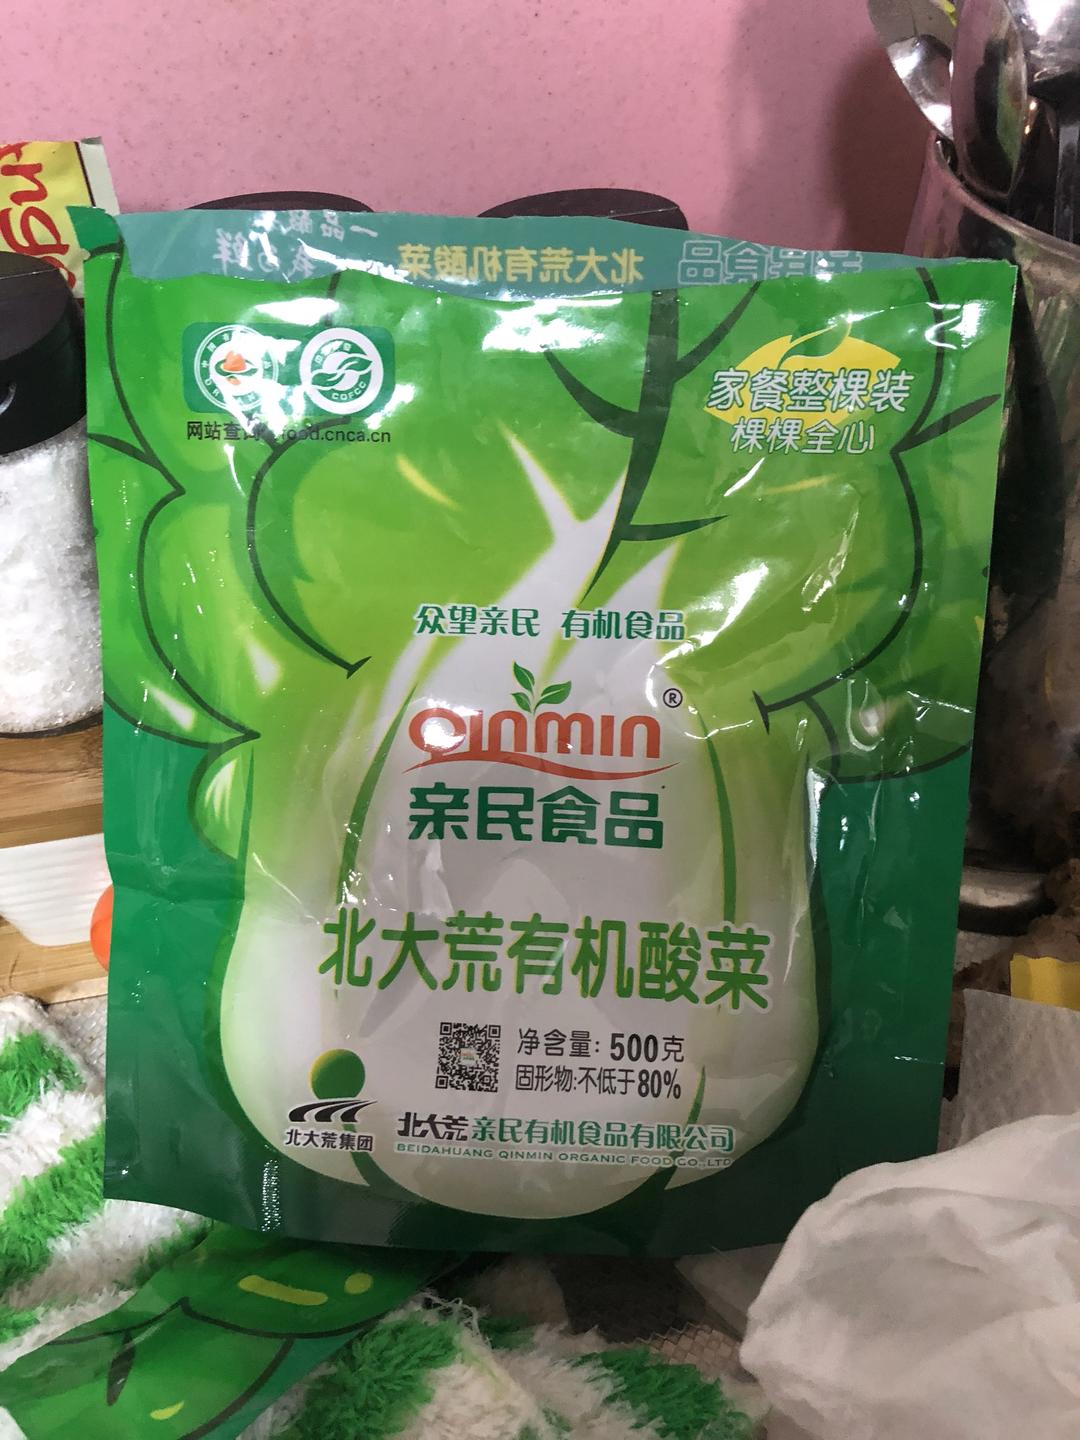 北大荒有机酸菜
家餐整棵装
棵棵全心
COFCC
网站查询 food.cnca.cn
众望亲民 有机食品
qinmin®
亲民食品
北大荒有机酸菜
净含量:500克
固形物:不低于80%
北大荒集团
北大荒亲民有机食品有限公司
BEIDAHUANG QINMIN ORGANIC FOOD CO.,LTD